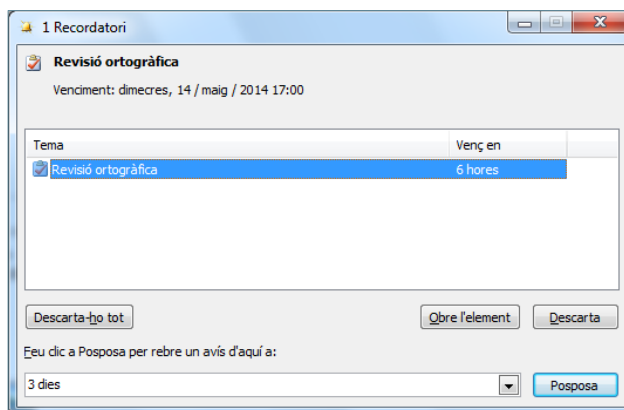 1 Recordatori
Revisió ortogràfica
Venciment: dimecres, 14 / maig / 2014 17:00
Tema Venç en
Revisió ortogràfica 6 hores
Descarta-ho tot Obre l'element Descarta
Feu clic a Posposa per rebre un avís d'aquí a:
3 dies Posposa